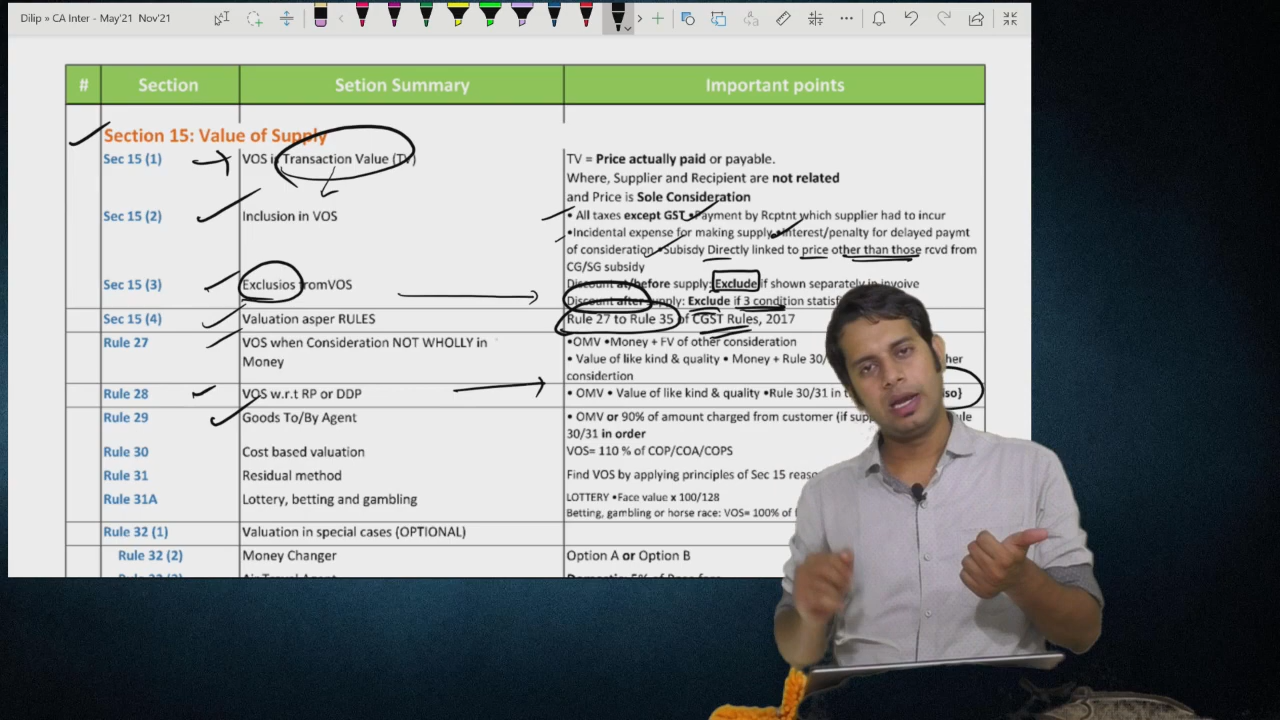 Dilip » CA Inter - May'21 Nov'21
# Section Setion Summary Important points
Section 15: Value of Supply
Sec 15 (1) VOS is Transaction Value (TV) TV = Price actually paid or payable.
Where, Supplier and Recipient are not related
and Price is Sole Consideration
Sec 15 (2) Inclusion in VOS • All taxes except GST •Payment by Rcptnt which supplier had to incur
•Incidental expense for making supply •Interest/penalty for delayed paymt
of consideration •Subisdy Directly linked to price other than those rcvd from
CG/SG subsidy
Sec 15 (3) Exclusios fromVOS Discount at/before supply: Exclude if shown separately in invoive
Discount after supply: Exclude if 3 condition statisf
Sec 15 (4) Valuation asper RULES Rule 27 to Rule 35 of CGST Rules, 2017
Rule 27 VOS when Consideration NOT WHOLLY in •OMV •Money + FV of other consideration
Money • Value of like kind & quality • Money + Rule 30/ her
considertion
Rule 28 VOS w.r.t RP or DDP • OMV • Value of like kind & quality •Rule 30/31 in iso}
Rule 29 Goods To/By Agent • OMV or 90% of amount charged from customer (if supp ule
30/31 in order
Rule 30 Cost based valuation VOS= 110 % of COP/COA/COPS
Rule 31 Residual method Find VOS by applying principles of Sec 15 reaso
Rule 31A Lottery, betting and gambling LOTTERY •Face value x 100/128
Betting, gambling or horse race: VOS= 100% of
Rule 32 (1) Valuation in special cases (OPTIONAL)
Rule 32 (2) Money Changer Option A or Option B